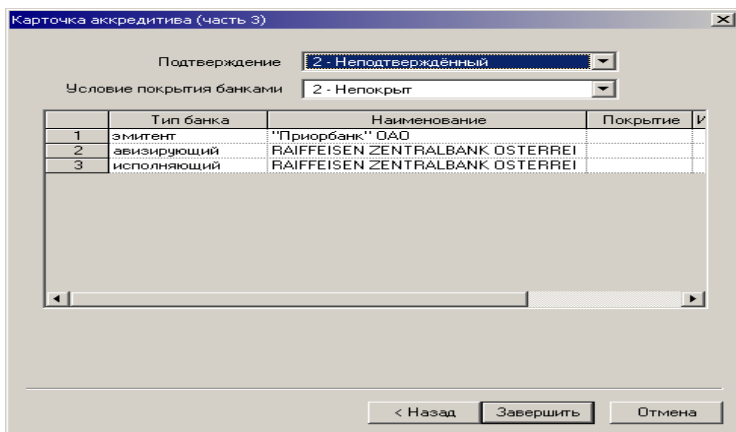 Карточка аккредитива (часть 3)
Подтверждение 2 - Неподтверждённый
Условие покрытия банками 2 - Непокрыт
Тип банка Наименование Покрытие И
1 эмитент "Приорбанк" ОАО
2 авизирующий RAIFFEISEN ZENTRALBANK OSTERREI
3 исполняющий RAIFFEISEN ZENTRALBANK OSTERREI
< Назад Завершить Отмена